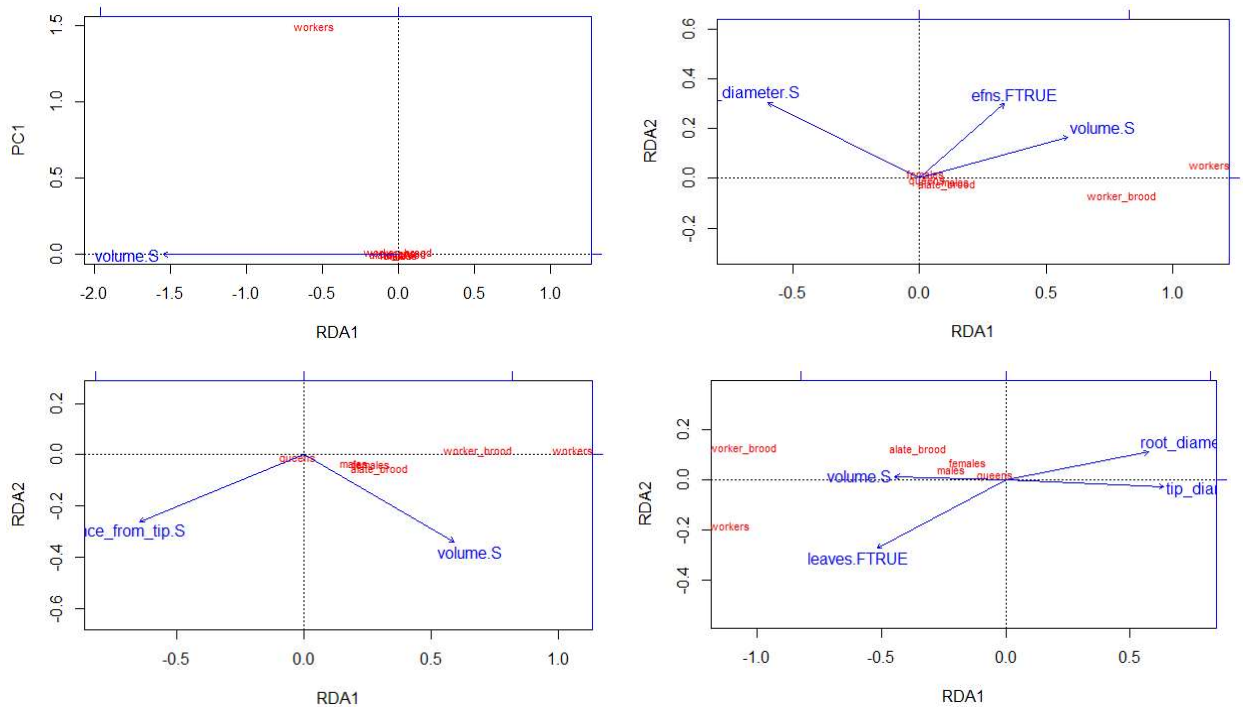 PC1
1.5
1.0
0.5
0.0
workers
volume.S
-2.0 -1.5 -1.0 -0.5 0.0 0.5 1.0
RDA1
RDA2
0.6
0.4
0.2
0.0
-0.2
diameter.S
efns.FTRUE
volume.S
workers
queens
alate_brood
worker_brood
-0.5 0.0 0.5 1.0
RDA1
RDA2
0.2
0.0
-0.2
-0.4
-0.6
worker_brood workers
queens
males
females
alate_brood
nce_from_tip.S
volume.S
-0.5 0.0 0.5 1.0
RDA1
RDA2
0.2
0.0
-0.2
-0.4
root_diame
worker_brood alate_brood
females
males
volume.S
queens
tip_diar
workers
leaves.FTRUE
-1.0 -0.5 0.0 0.5
RDA1